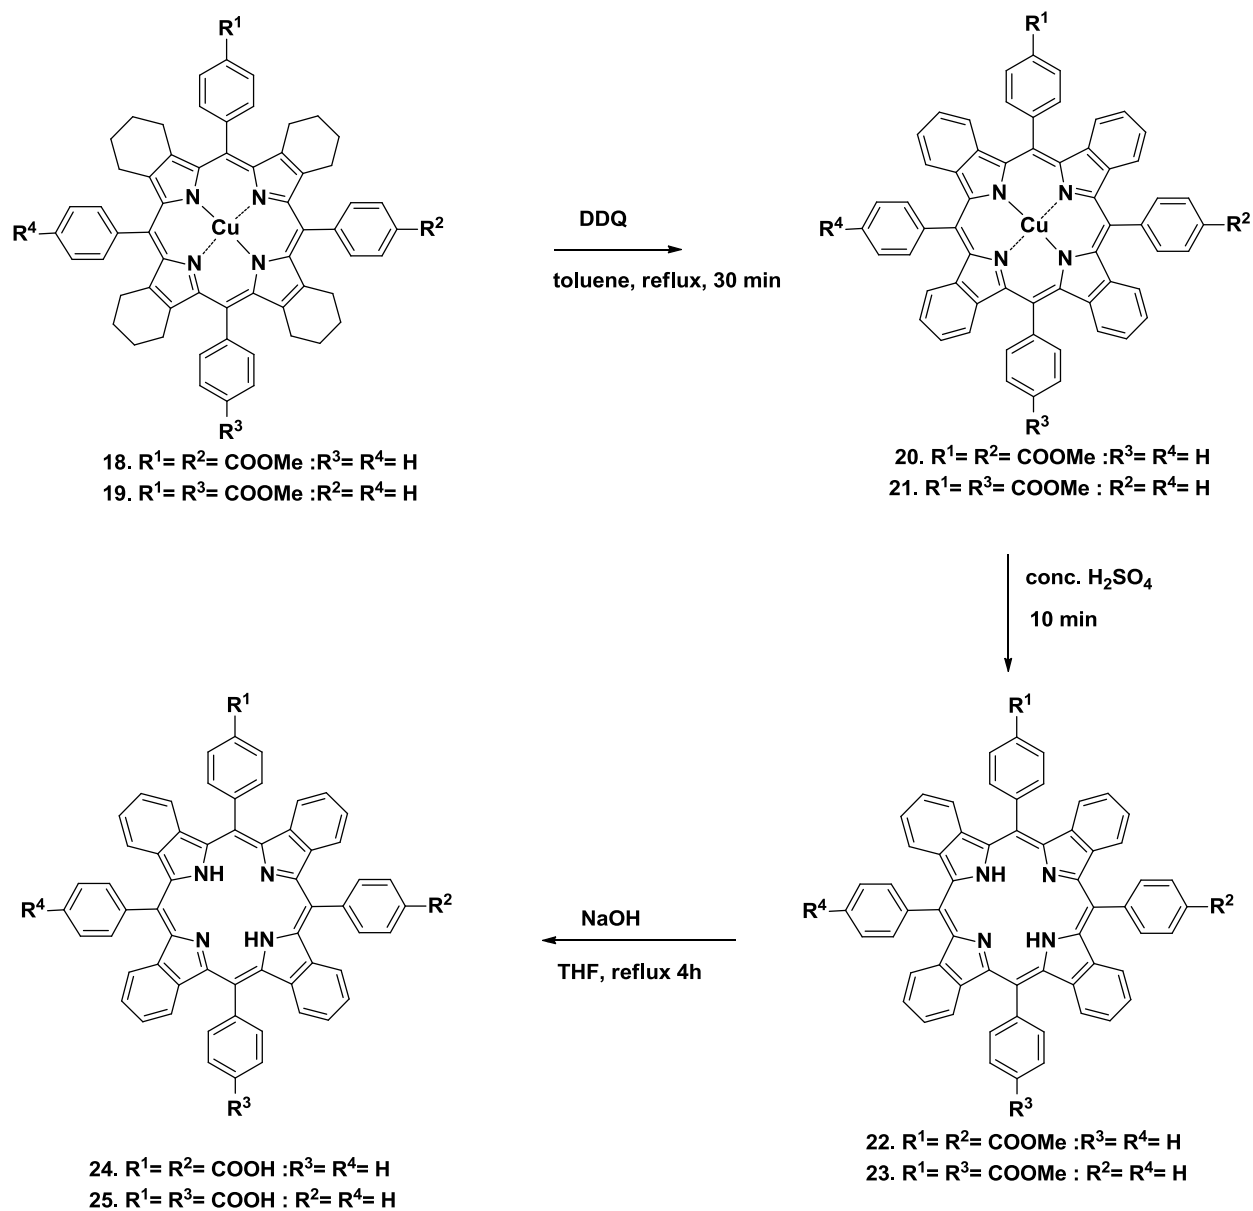 R¹
R¹
N
N
N
N
R⁴
Cu
R²
DDQ
R⁴
Cu
R²
N
N
toluene, reflux, 30 min
N
N
R³
R³
18. R¹= R²= COOMe :R³= R⁴= H
20. R¹= R²= COOMe :R³= R⁴= H
19. R¹= R³= COOMe :R²= R⁴= H
21. R¹= R³= COOMe : R²= R⁴= H
conc. H₂SO₄
10 min
R¹
R¹
NH
N
NH
N
R⁴
R²
NaOH
R⁴
R²
N
HN
N
HN
THF, reflux 4h
R³
R³
22. R¹= R²= COOMe :R³= R⁴= H
24. R¹= R²= COOH :R³= R⁴= H
23. R¹= R³= COOMe : R²= R⁴= H
25. R¹= R³= COOH : R²= R⁴= H